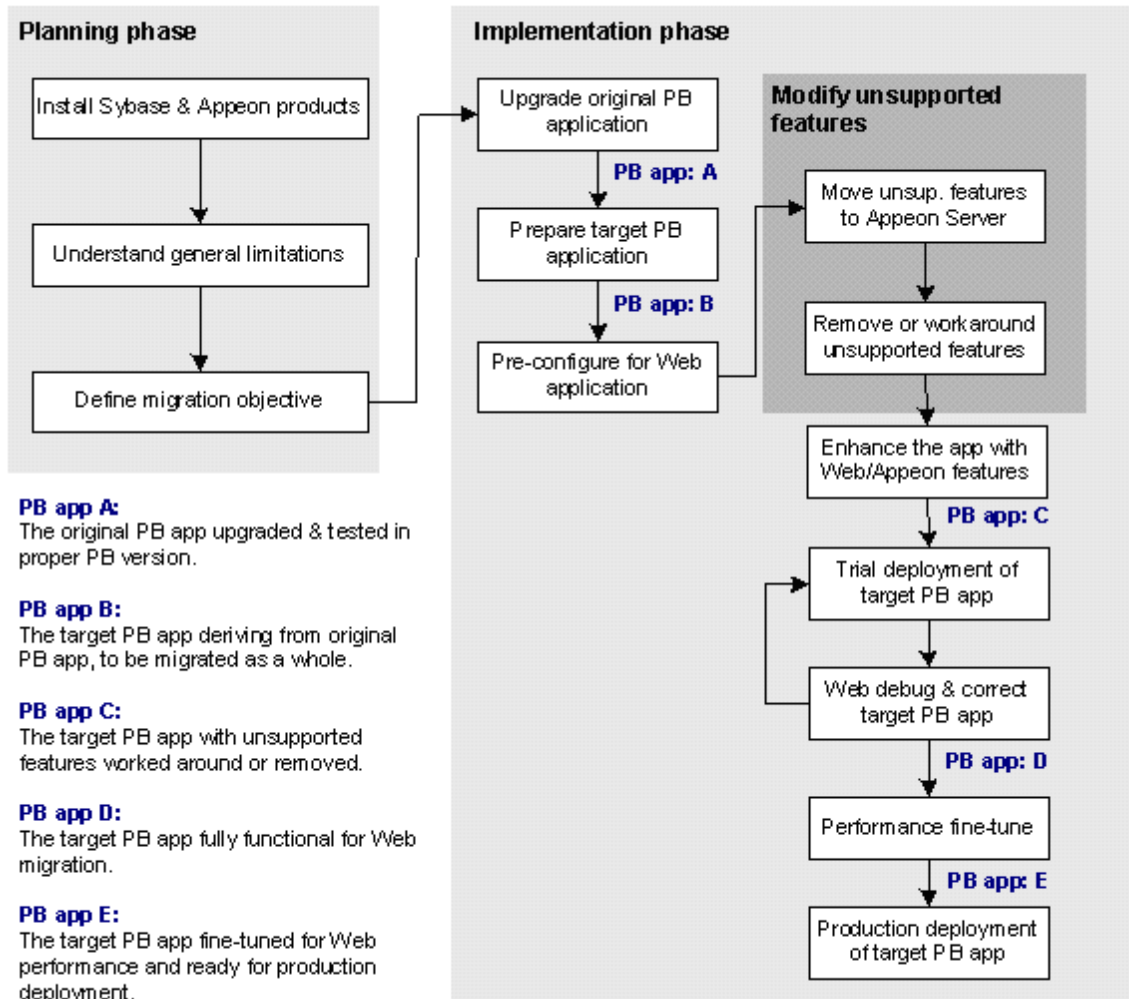 Planning phase
Install Sybase & Appeon products
Understand general limitations
Define migration objective
Implementation phase
Upgrade original PB
application
PB app: A
Prepare target PB
application
PB app: B
Pre-configure for Web
application
Modify unsupported
features
Move unsup. features
to Appeon Server
Remove or workaround
unsupported features
Enhance the app with
Web/Appeon features
PB app: C
Trial deployment of
target PB app
Web debug & correct
target PB app
PB app: D
Performance fine-tune
PB app: E
Production deployment
of target PB app
PB app A:
The original PB app upgraded & tested in
proper PB version.
PB app B:
The target PB app deriving from original
PB app, to be migrated as a whole.
PB app C:
The target PB app with unsupported
features worked around or removed.
PB app D:
The target PB app fully functional for Web
migration.
PB app E:
The target PB app fine-tuned for Web
performance and ready for production
deployment.